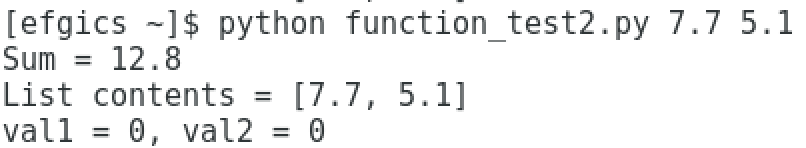 [efgics ~]$ python function_test2.py 7.7 5.1
Sum = 12.8
List contents = [7.7, 5.1]
val1 = 0, val2 = 0